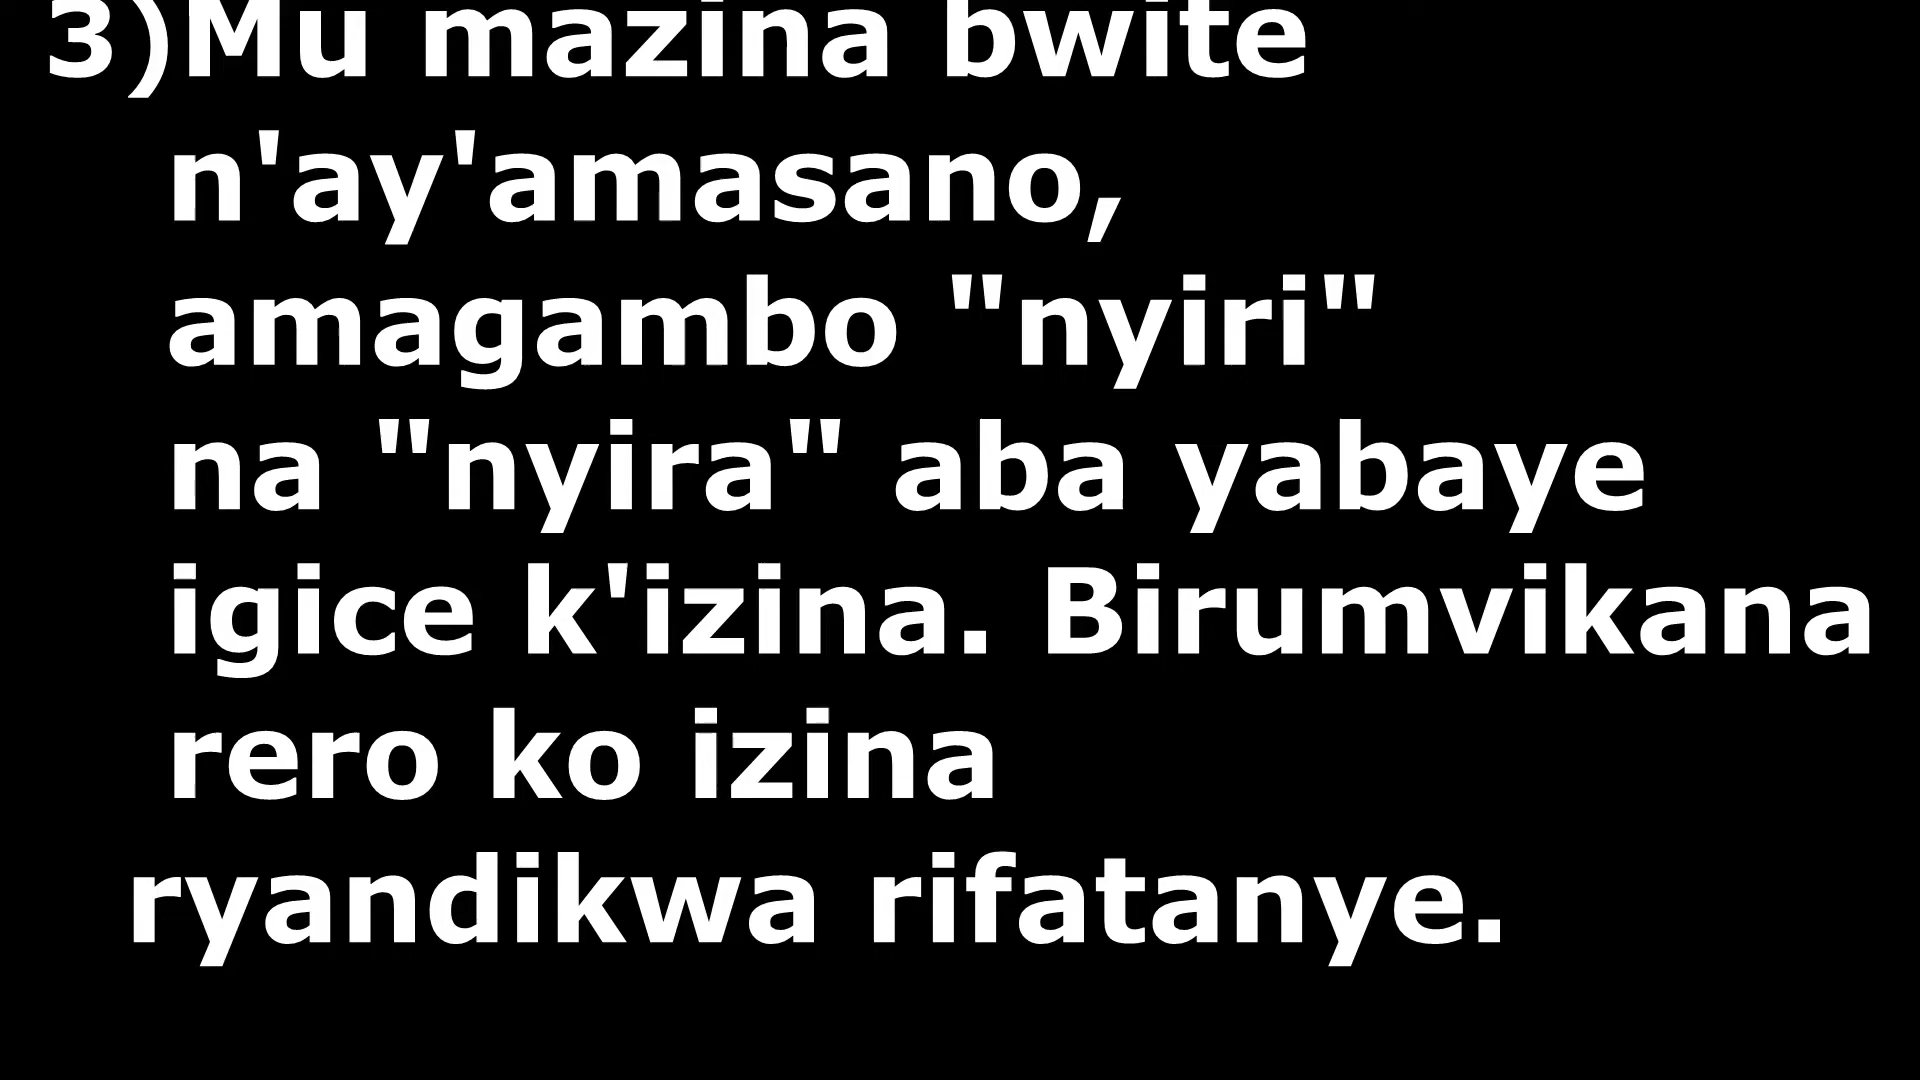 3)Mu mazina bwite
n'ay'amasano,
amagambo "nyiri"
na "nyira" aba yabaye
igice k'izina. Birumvikana
rero ko izina
ryandikwa rifatanye.